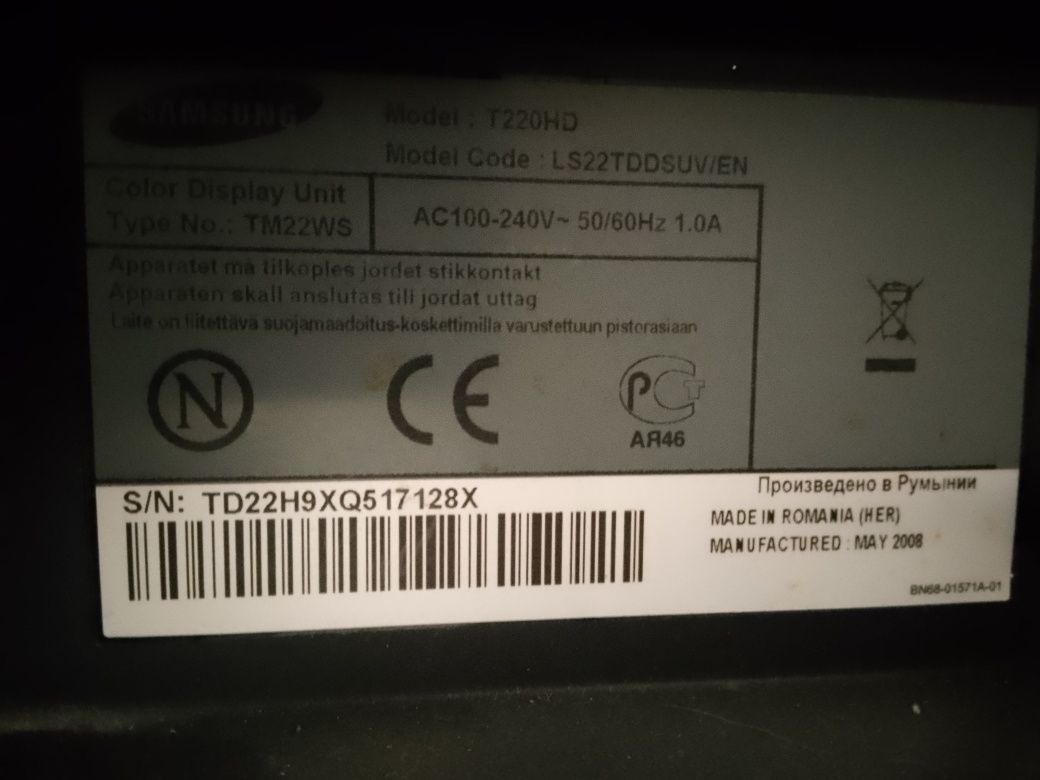 SAMSUNG
Model : T220HD
Model Code : LS22TDDSUV/EN
Color Display Unit
Type No.: TM22WS
AC100-240V~ 50/60Hz 1.0A
Apparatet må tilkoples jordet stikkontakt
Apparaten skall anslutas till jordat uttag
Laite on liitettävä suojamaadoitus-koskettimilla varustettuun pistorasiaan
N
CE
PCT
АЯ46
S/N: TD22H9XQ517128X
Произведено в Румынии
MADE IN ROMANIA (HER)
MANUFACTURED : MAY 2008
BN68-01571A-01